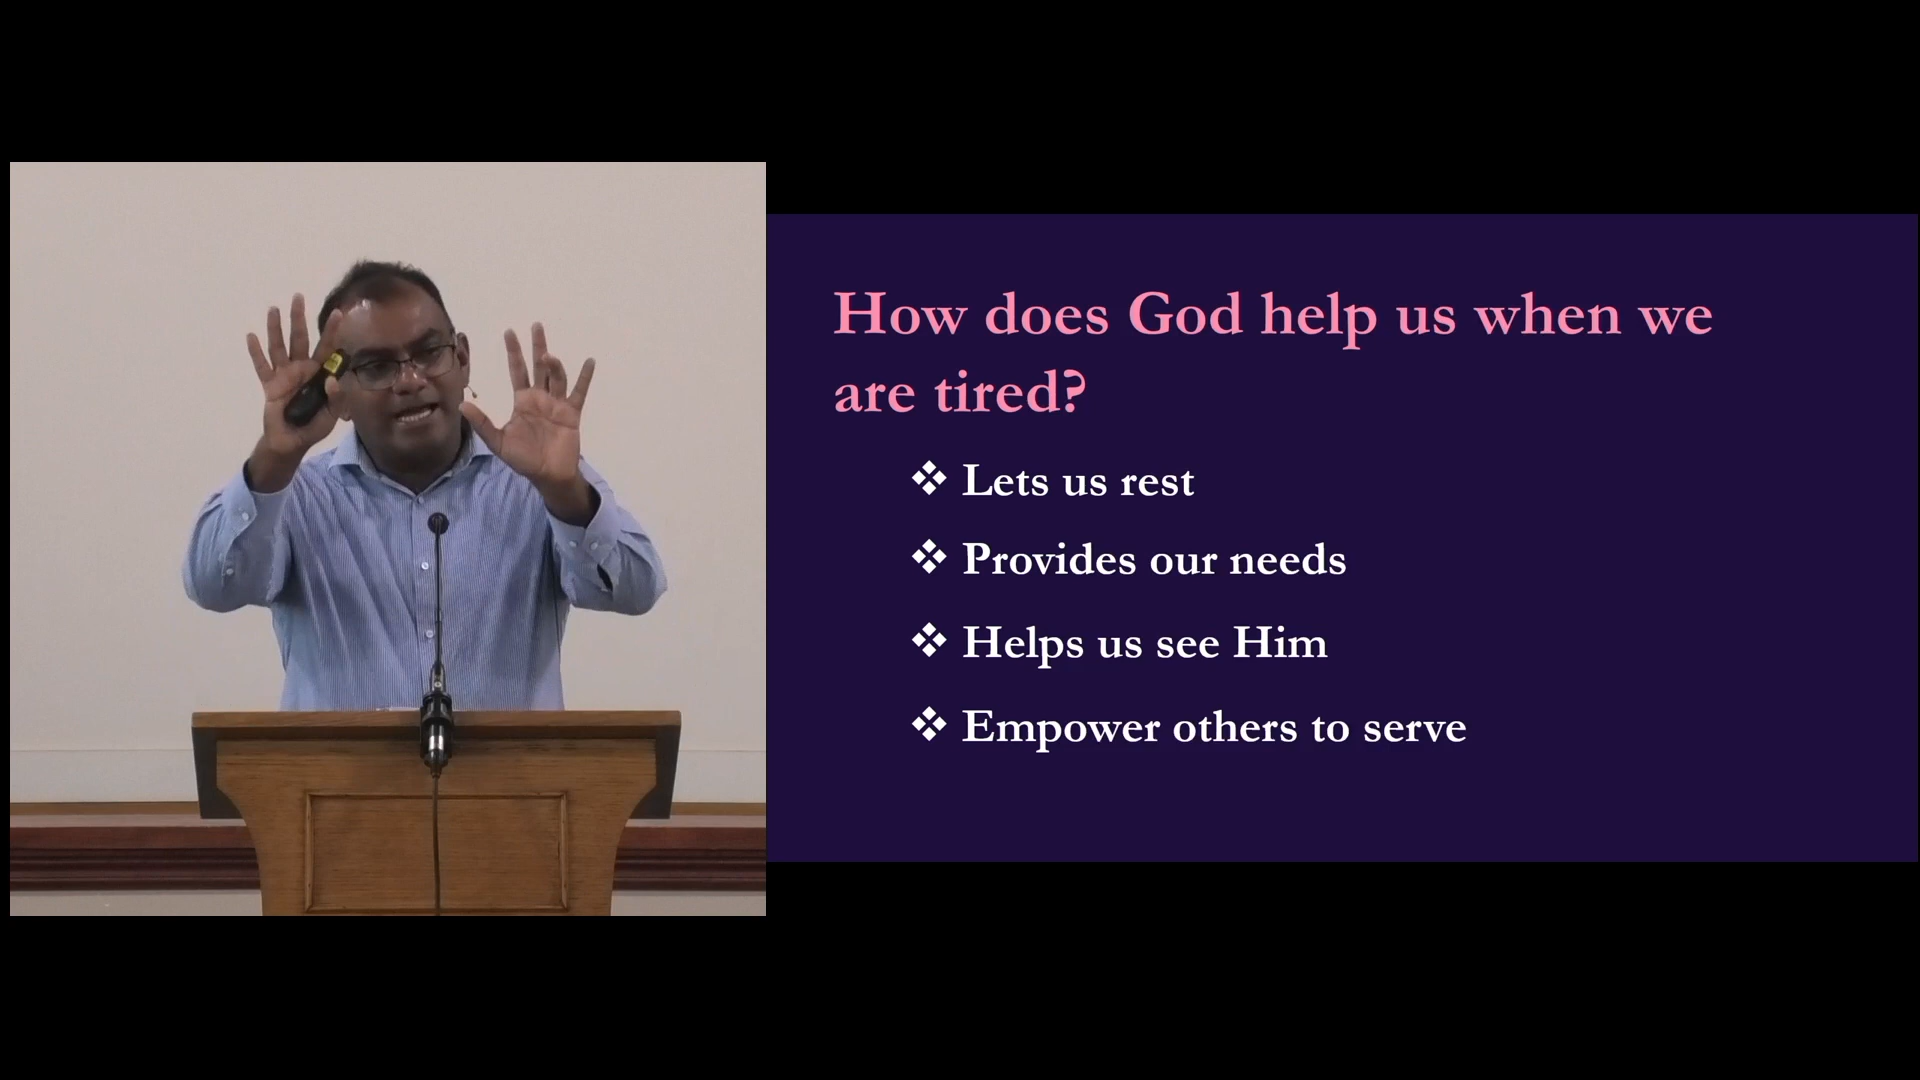 How does God help us when we
are tired?
❖ Lets us rest
❖ Provides our needs
❖ Helps us see Him
❖ Empower others to serve